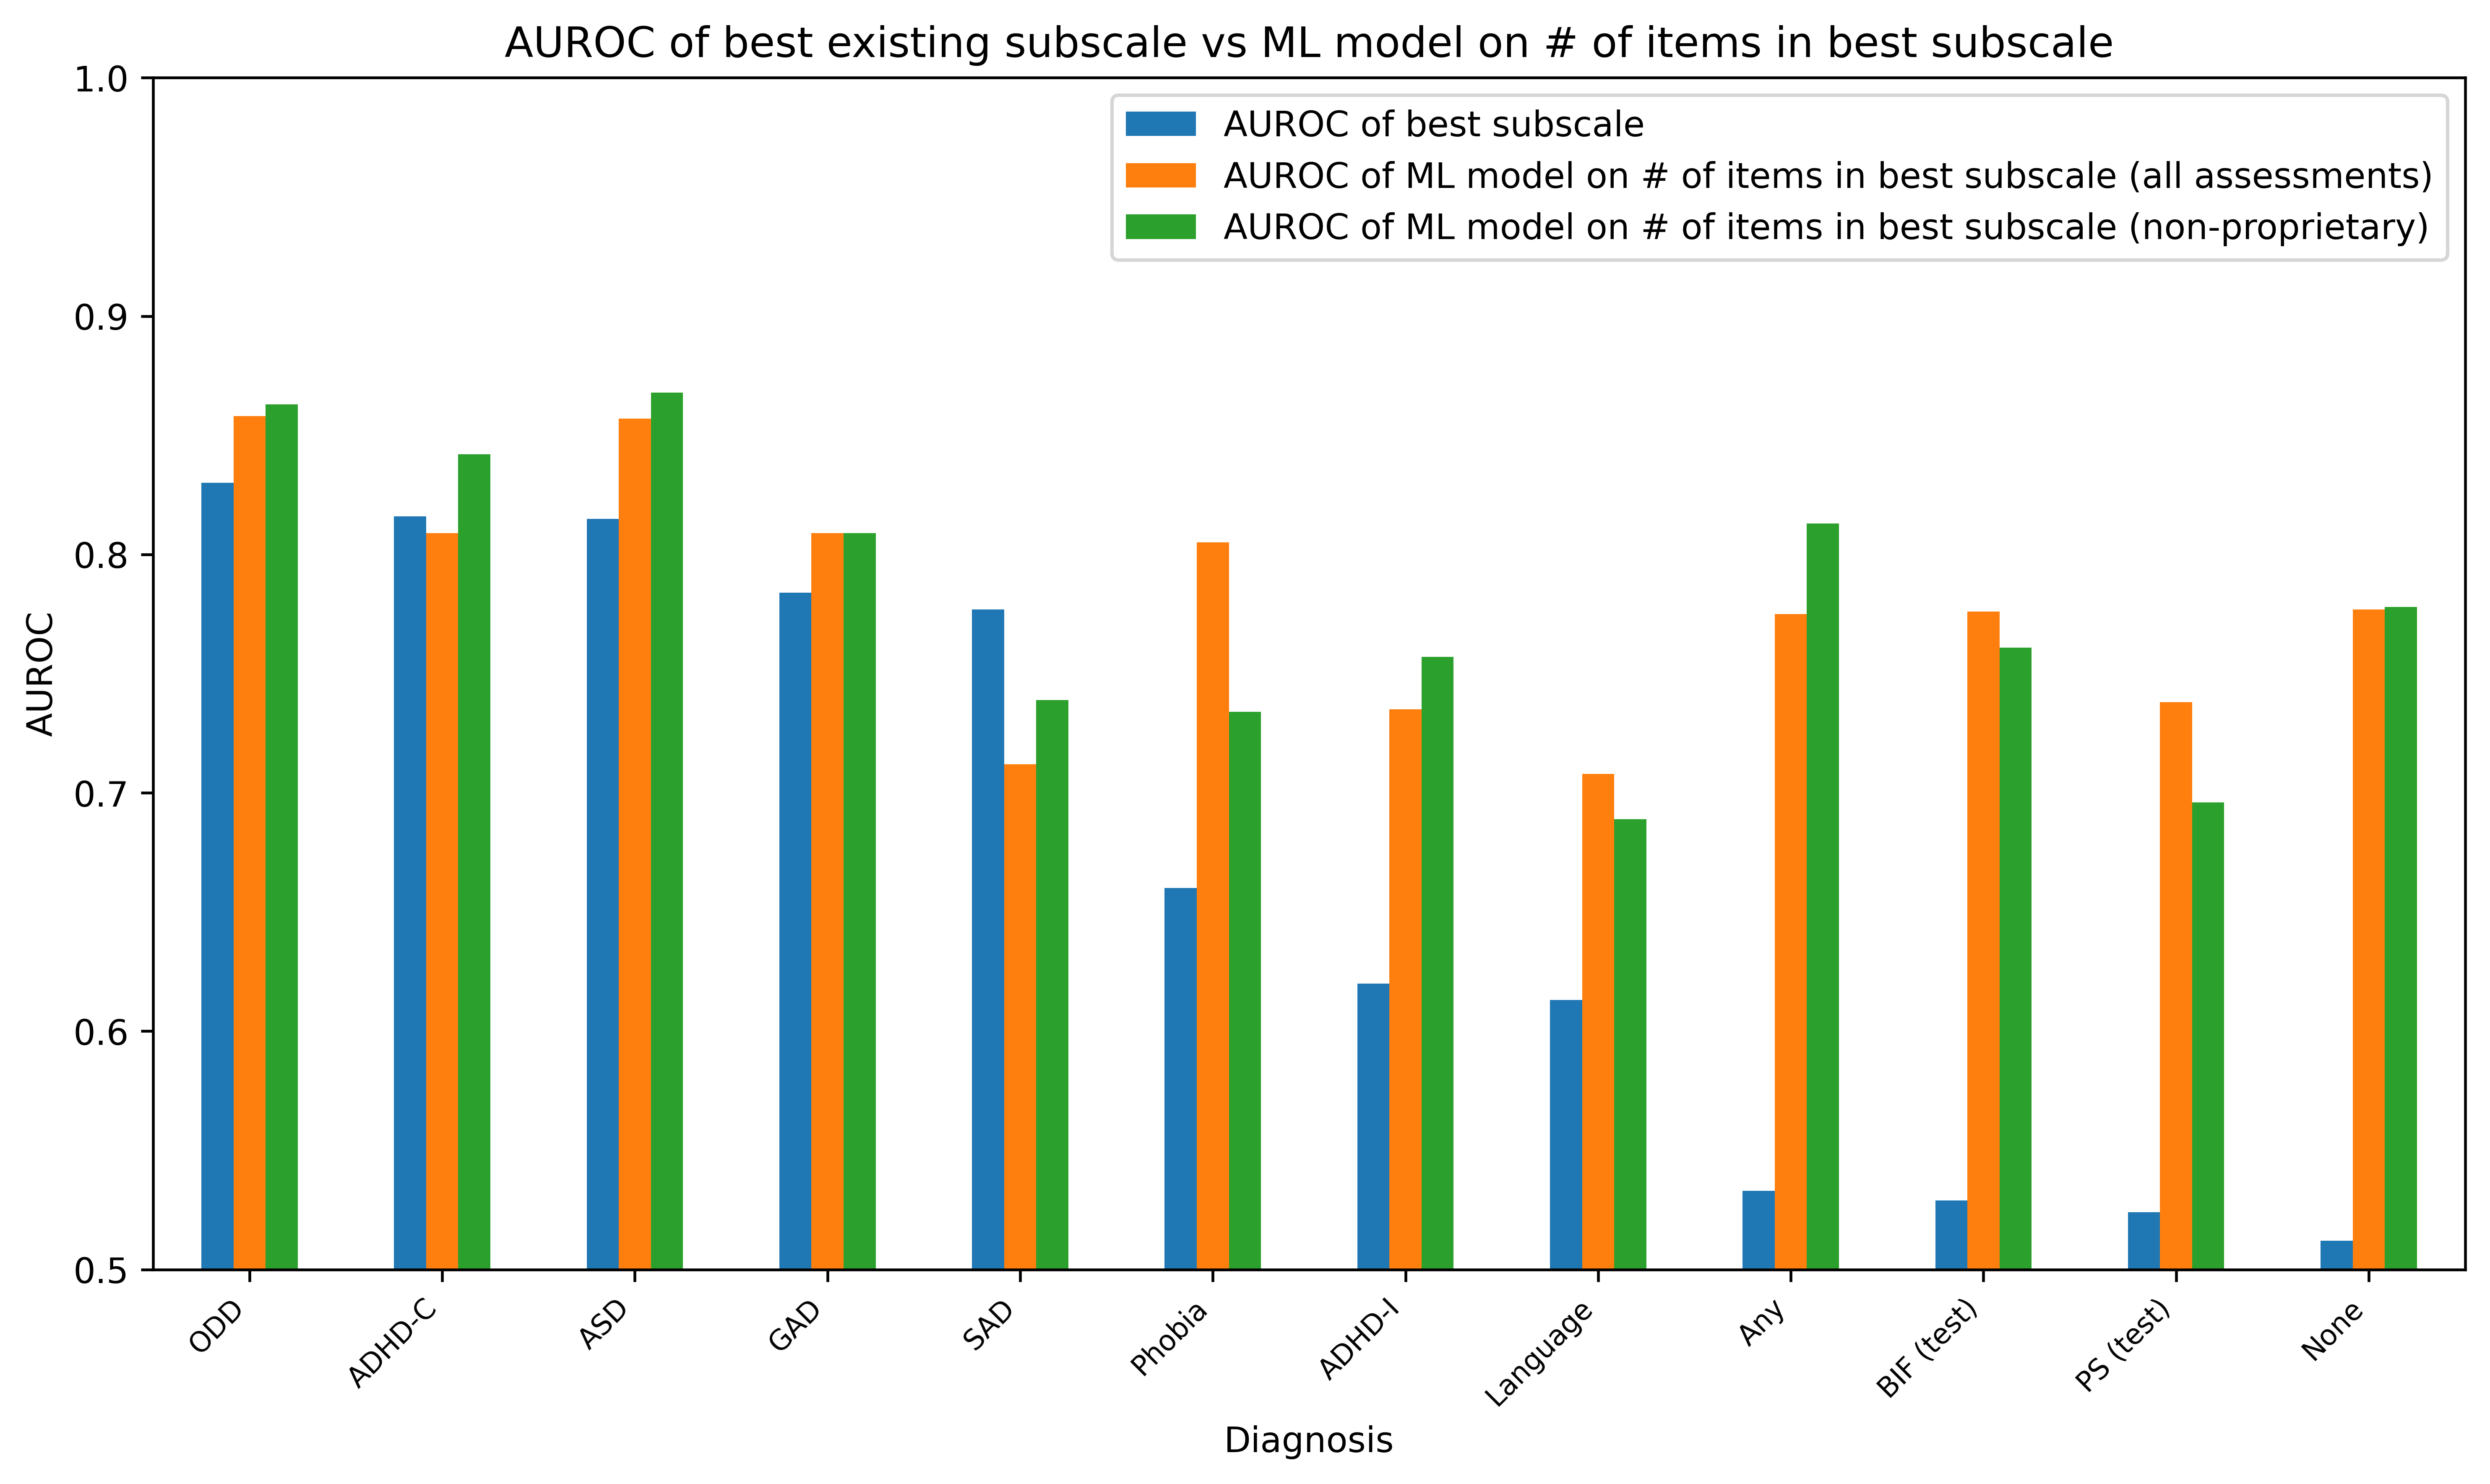 AUROC of best existing subscale vs ML model on # of items in best subscale
AUROC of best subscale
AUROC of ML model on # of items in best subscale (all assessments)
AUROC of ML model on # of items in best subscale (non-proprietary)
1.0
0.9
0.8
0.7
0.6
0.5
AUROC
ODD
ADHD-C
ASD
GAD
SAD
Phobia
ADHD-I
Language
Any
BIF (test)
PS (test)
None
Diagnosis